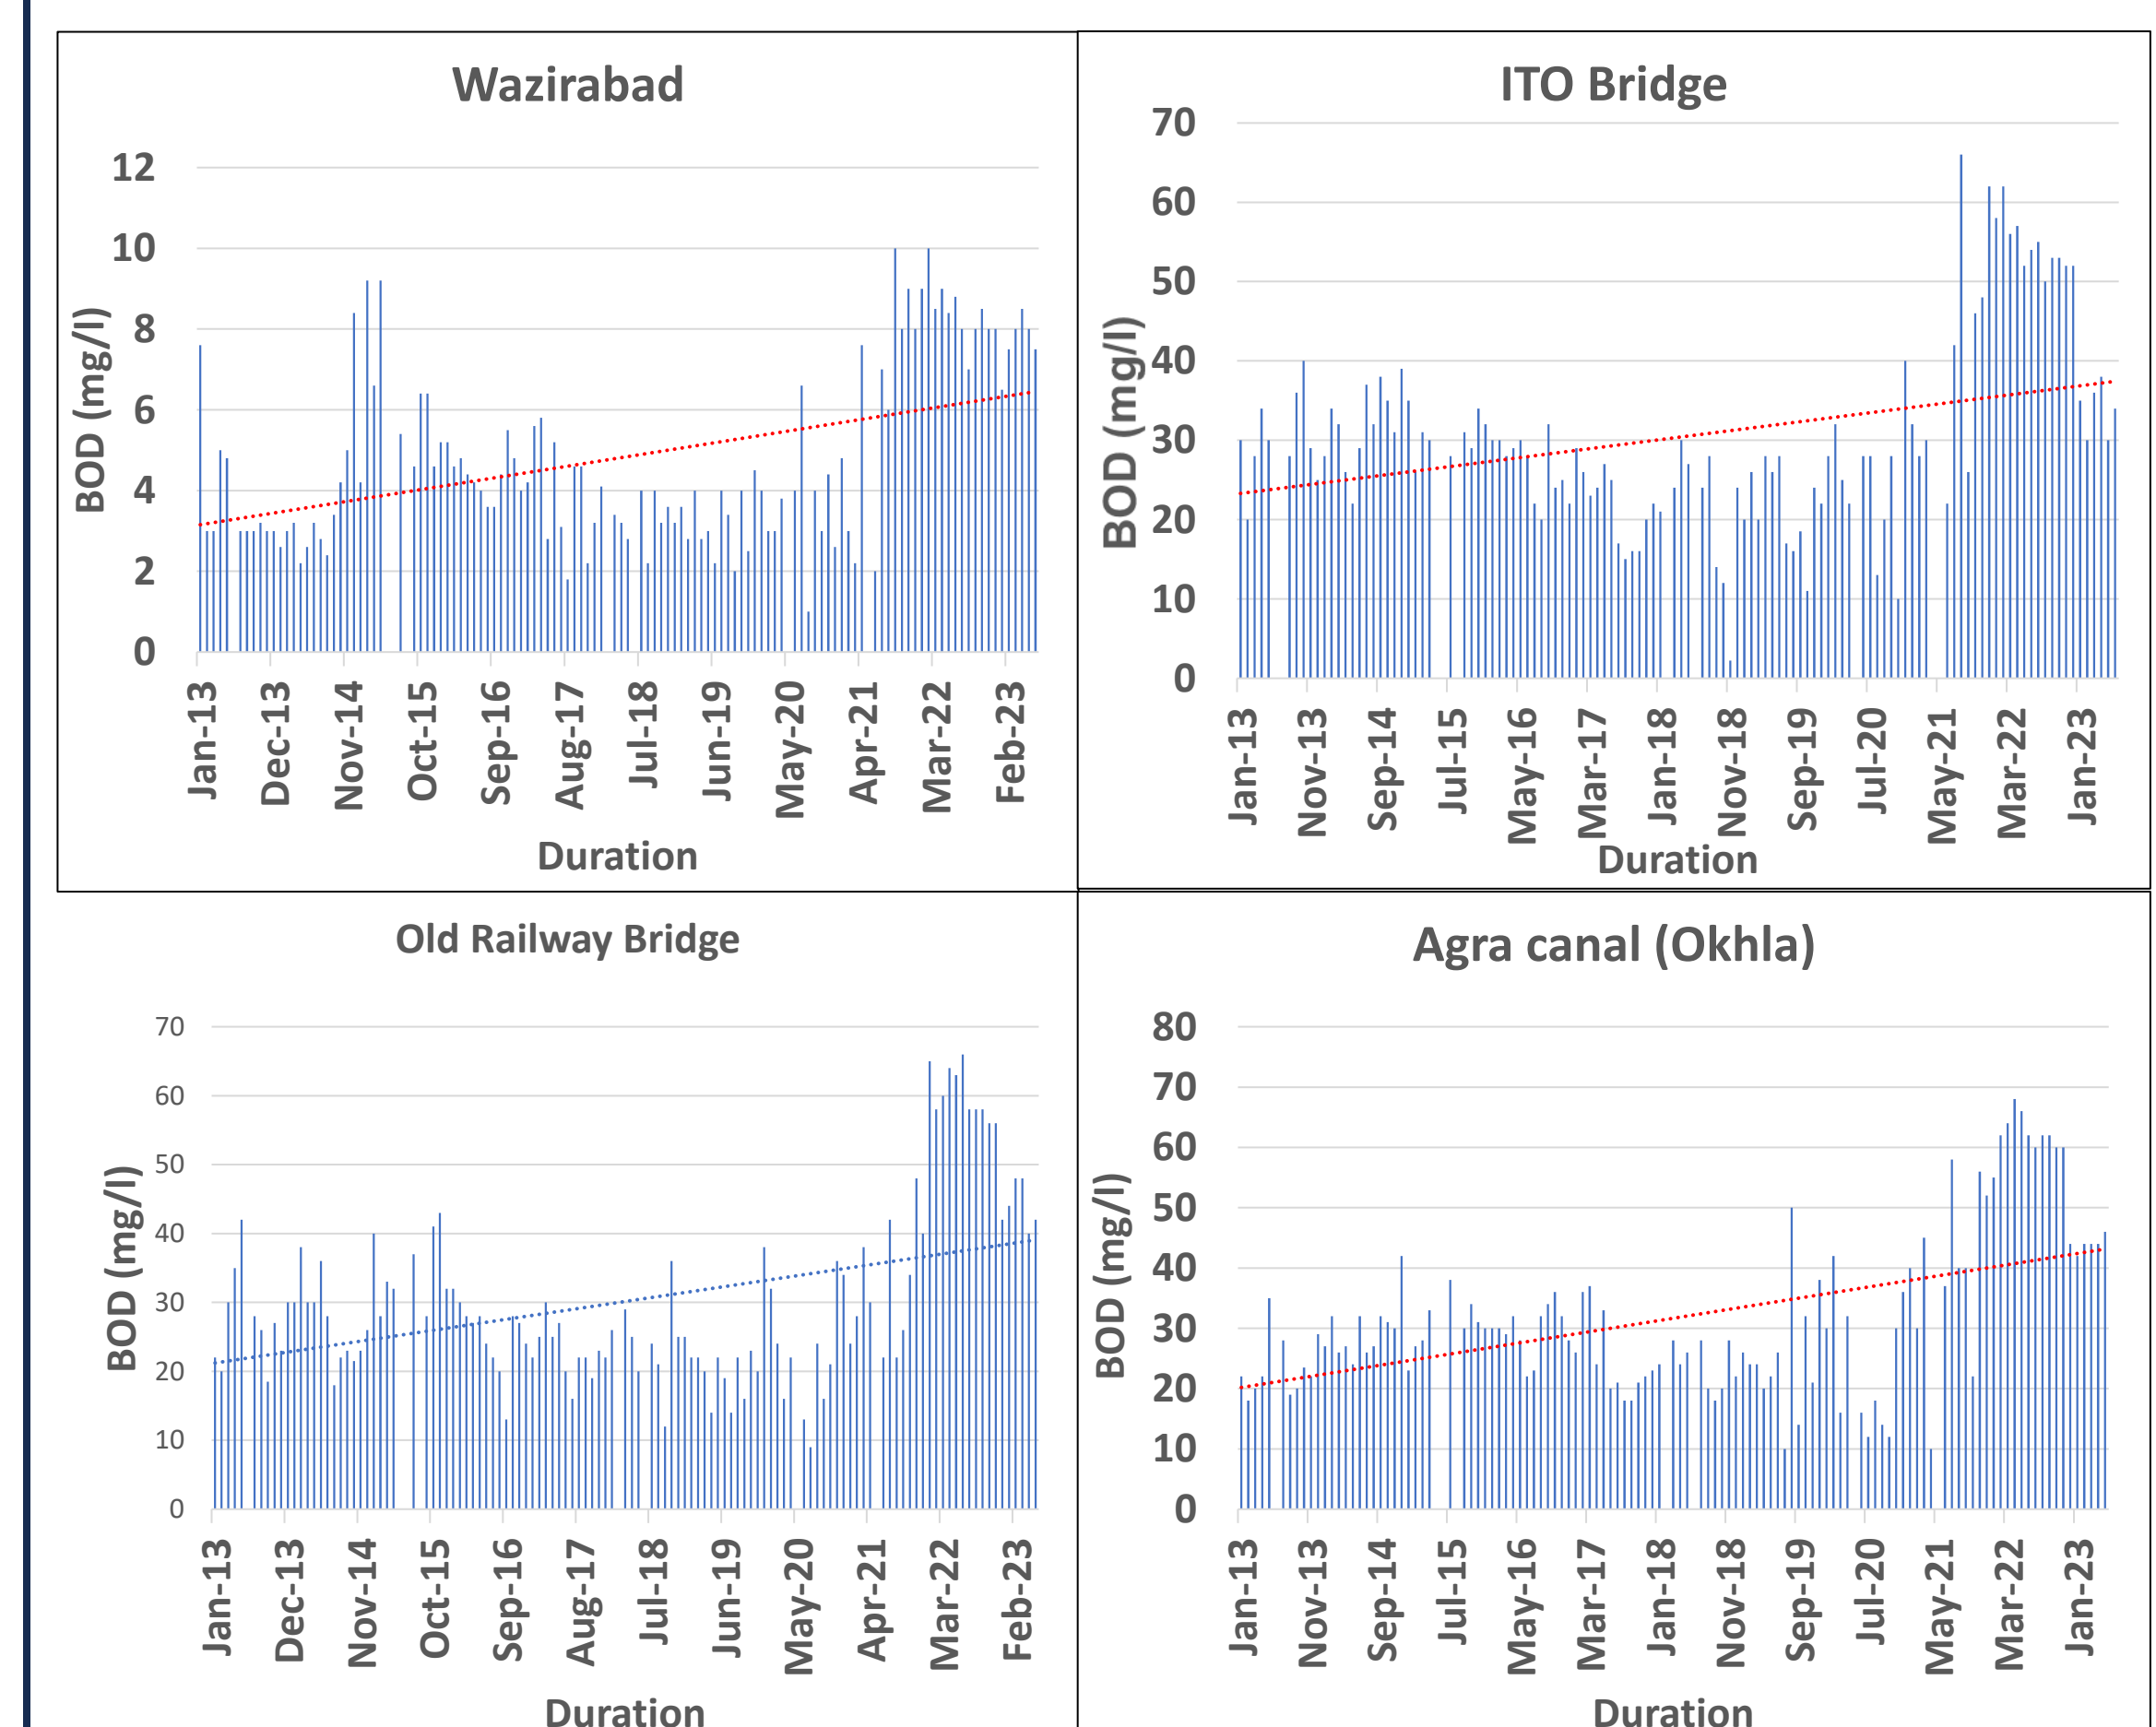 Wazirabad
12
10
8
6
4
2
0
BOD (mg/l)
Jan-13
Dec-13
Nov-14
Oct-15
Sep-16
Aug-17
Jul-18
Jun-19
May-20
Apr-21
Mar-22
Feb-23
Duration
ITO Bridge
70
60
50
40
30
20
10
0
BOD (mg/l)
Jan-13
Nov-13
Sep-14
Jul-15
May-16
Mar-17
Jan-18
Nov-18
Sep-19
Jul-20
May-21
Mar-22
Jan-23
Duration
Old Railway Bridge
70
60
50
40
30
20
10
0
BOD (mg/l)
Jan-13
Dec-13
Nov-14
Oct-15
Sep-16
Aug-17
Jul-18
Jun-19
May-20
Apr-21
Mar-22
Feb-23
Duration
Agra canal (Okhla)
80
70
60
50
40
30
20
10
0
BOD (mg/l)
Jan-13
Nov-13
Sep-14
Jul-15
May-16
Mar-17
Jan-18
Nov-18
Sep-19
Jul-20
May-21
Mar-22
Jan-23
Duration